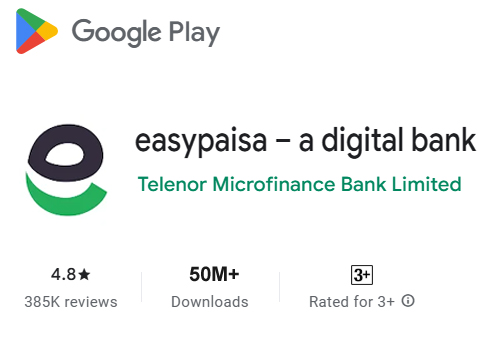 Google Play
easypaisa – a digital bank
Telenor Microfinance Bank Limited
4.8★ 50M+ 3+
385K reviews Downloads Rated for 3+ ⓘ